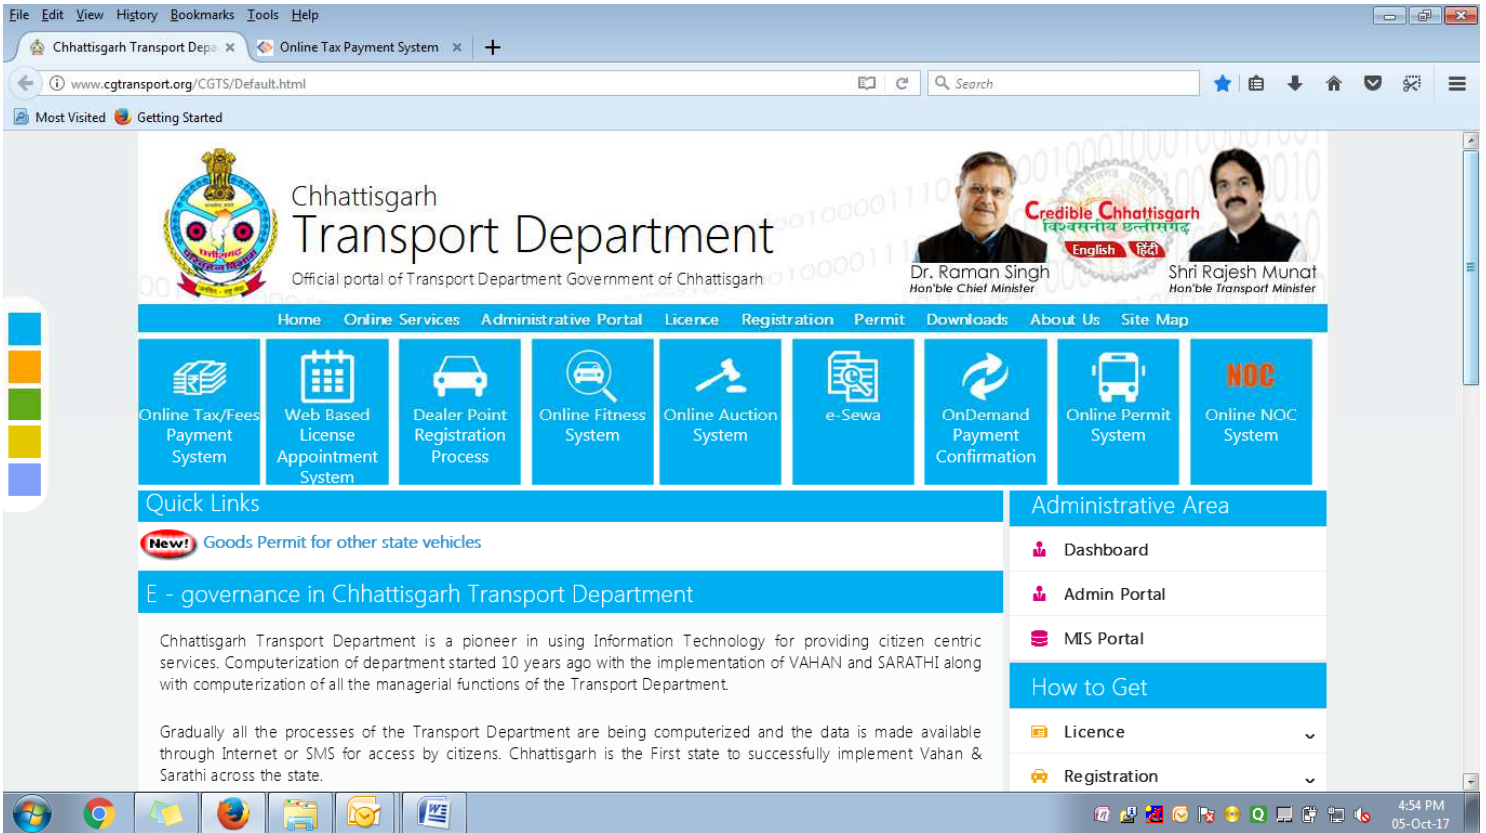 File Edit View History Bookmarks Tools Help
Chhattisgarh Transport Depa
Online Tax Payment System
www.cgtransport.org/CGTS/Default.html
Search
Most Visited
Getting Started
Chhattisgarh
Transport Department
Official portal of Transport Department Government of Chhattisgarh
Credible Chhattisgarh
विश्वसनीय छत्तीसगढ़
English हिंदी
Dr. Raman Singh
Hon'ble Chief Minister
Shri Rajesh Munat
Hon'ble Transport Minister
Home Online Services Administrative Portal Licence Registration Permit Downloads About Us Site Map
Online Tax/Fees
Payment
System
Web Based
License
Appointment
System
Dealer Point
Registration
Process
Online Fitness
System
Online Auction
System
e-Sewa
OnDemand
Payment
Confirmation
Online Permit
System
NOC
Online NOC
System
Quick Links
New! Goods Permit for other state vehicles
E - governance in Chhattisgarh Transport Department
Chhattisgarh Transport Department is a pioneer in using Information Technology for providing citizen centric
services. Computerization of department started 10 years ago with the implementation of VAHAN and SARATHI along
with computerization of all the managerial functions of the Transport Department.
Gradually all the processes of the Transport Department are being computerized and the data is made available
through Internet or SMS for access by citizens. Chhattisgarh is the First state to successfully implement Vahan &
Sarathi across the state.
Administrative Area
Dashboard
Admin Portal
MIS Portal
How to Get
Licence
Registration
4:54 PM
05-Oct-17